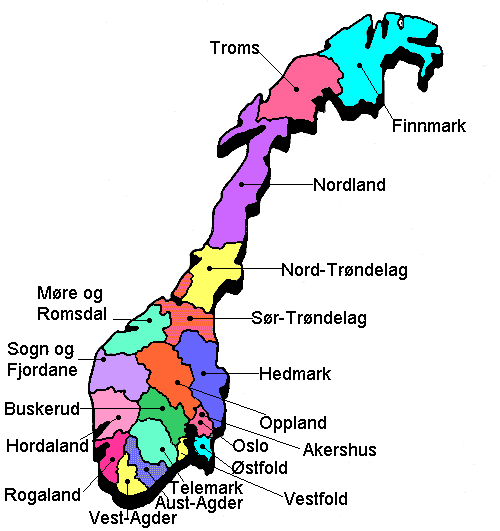 Troms
Finnmark
Nordland
Nord-Trøndelag
Møre og
Romsdal
Sør-Trøndelag
Sogn og
Fjordane
Hedmark
Buskerud
Oppland
Hordaland
Oslo
Akershus
Østfold
Rogaland
Telemark
Vestfold
Aust-Agder
Vest-Agder